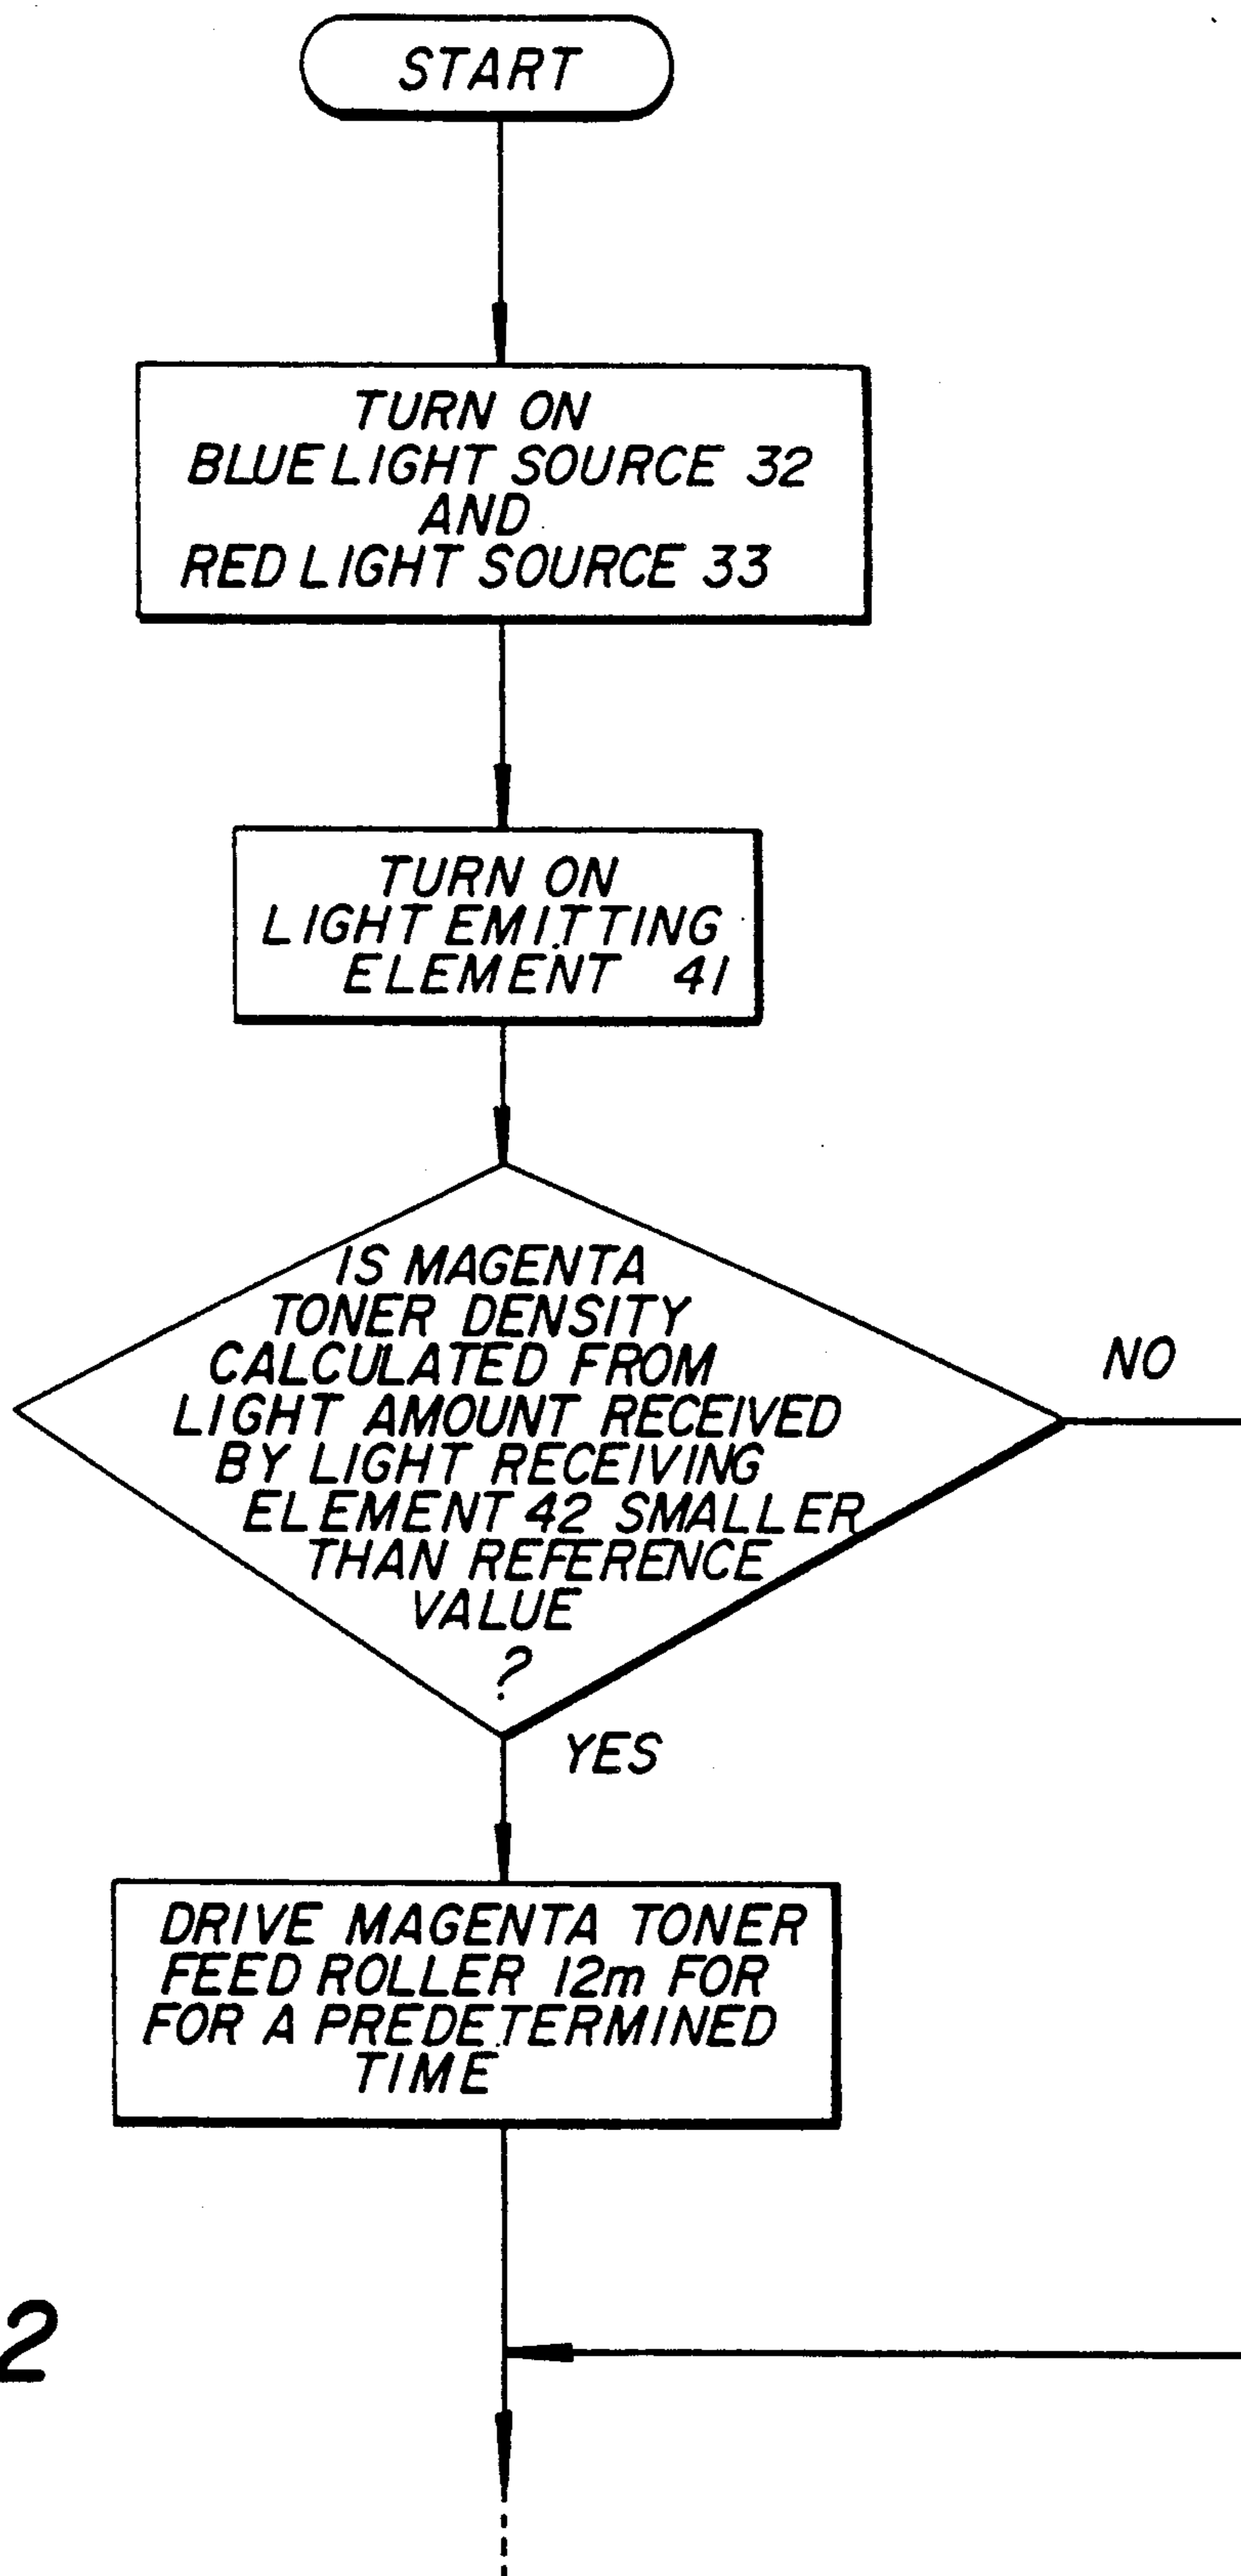 START
TURN ON
BLUE LIGHT SOURCE 32
AND
RED LIGHT SOURCE 33
TURN ON
LIGHT EMITTING
ELEMENT 41
IS MAGENTA
TONER DENSITY
CALCULATED FROM
LIGHT AMOUNT RECEIVED
BY LIGHT RECEIVING
ELEMENT 42 SMALLER
THAN REFERENCE
VALUE
?
NO
YES
DRIVE MAGENTA TONER
FEED ROLLER 12m FOR
FOR A PREDETERMINED
TIME
2